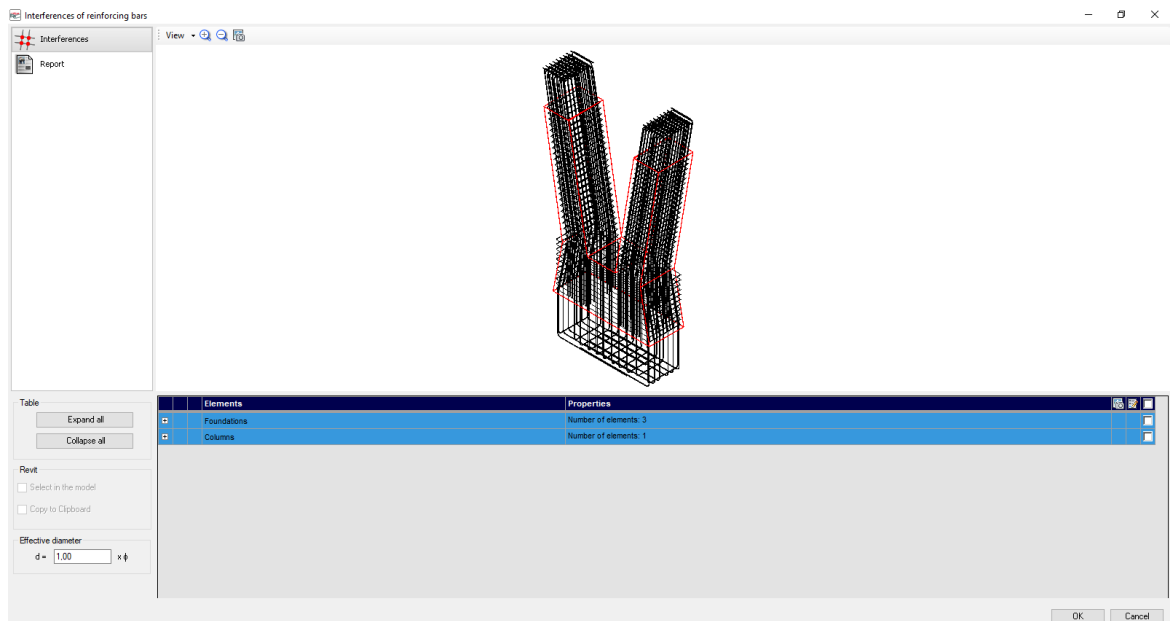 Interferences of reinforcing bars
Interferences
Report
View
Table
Expand all
Collapse all
Revit
Select in the model
Copy to Clipboard
Effective diameter
d = 1,00 x ϕ
Elements Properties
Foundations Number of elements: 3
Columns Number of elements: 1
OK Cancel